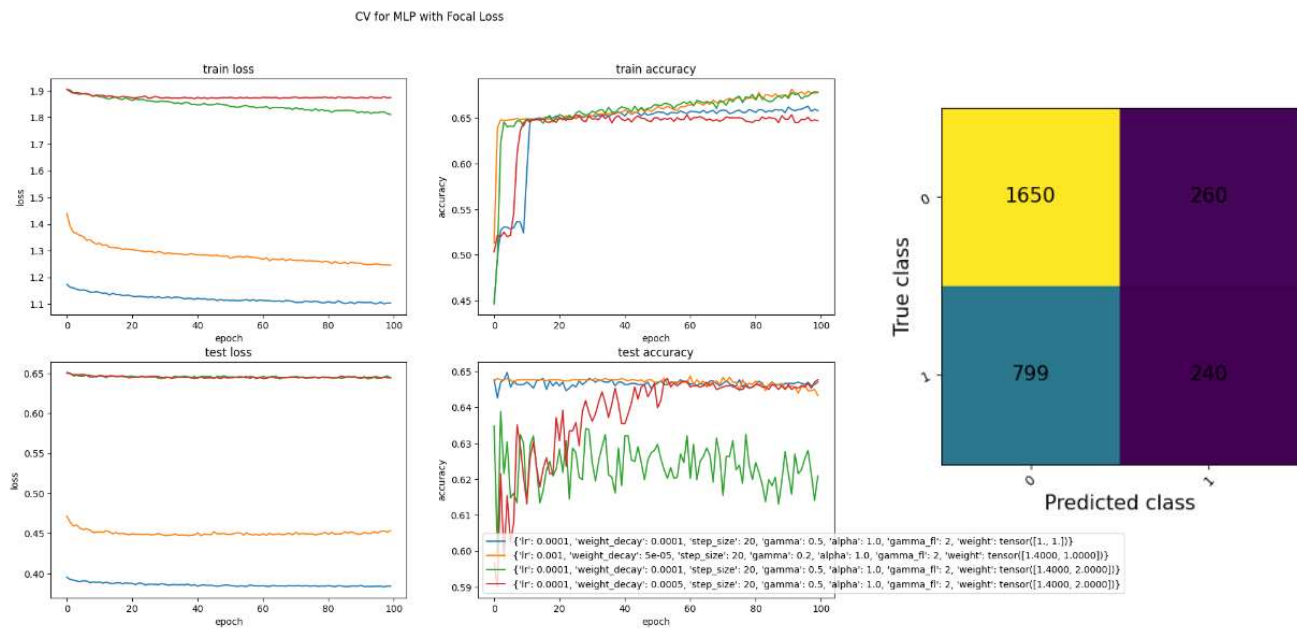 CV for MLP with Focal Loss
train loss
1.9
1.8
1.7
1.6
1.5
1.4
1.3
1.2
1.1
loss
0 20 40 60 80 100
epoch
train accuracy
0.65
0.60
0.55
0.50
0.45
accuracy
0 20 40 60 80 100
epoch
test loss
0.65
0.60
0.55
0.50
0.45
0.40
loss
0 20 40 60 80 100
epoch
test accuracy
0.65
0.64
0.63
0.62
0.61
0.60
0.59
accuracy
{'lr': 0.0001, 'weight_decay': 0.0001, 'step_size': 20, 'gamma': 0.5, 'alpha': 1.0, 'gamma_fl': 2, 'weight': tensor([1., 1.])}
{'lr': 0.001, 'weight_decay': 5e-05, 'step_size': 20, 'gamma': 0.2, 'alpha': 1.0, 'gamma_fl': 2, 'weight': tensor([1.4000, 1.0000])}
{'lr': 0.0001, 'weight_decay': 0.0001, 'step_size': 20, 'gamma': 0.5, 'alpha': 1.0, 'gamma_fl': 2, 'weight': tensor([1.4000, 2.0000])}
{'lr': 0.0001, 'weight_decay': 0.0005, 'step_size': 20, 'gamma': 0.5, 'alpha': 1.0, 'gamma_fl': 2, 'weight': tensor([1.4000, 2.0000])}
0 20 40 60 80 100
epoch
True class
0
1650 260
1
799 240
0 1
Predicted class